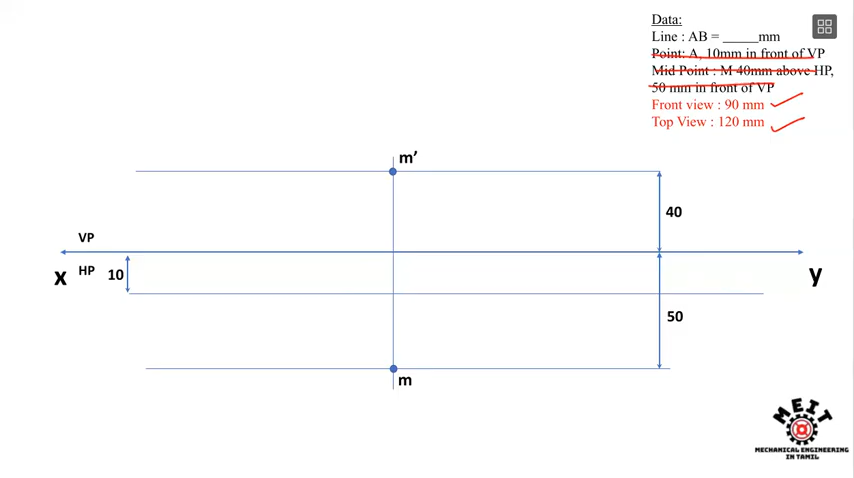 Data:
Line : AB = _____mm
Point: A, 10mm in front of VP
Mid Point : M 40mm above HP,
50 mm in front of VP
Front view : 90 mm
Top View : 120 mm
m’
40
VP
X
HP
10
y
50
m
MEIT
MECHANICAL ENGINEERING
IN TAMIL